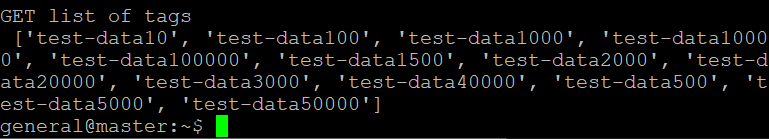 GET list of tags
 ['test-data10', 'test-data100', 'test-data1000', 'test-data1000
0', 'test-data100000', 'test-data1500', 'test-data2000', 'test-d
ata20000', 'test-data3000', 'test-data40000', 'test-data500', 't
est-data5000', 'test-data50000']
general@master:~$